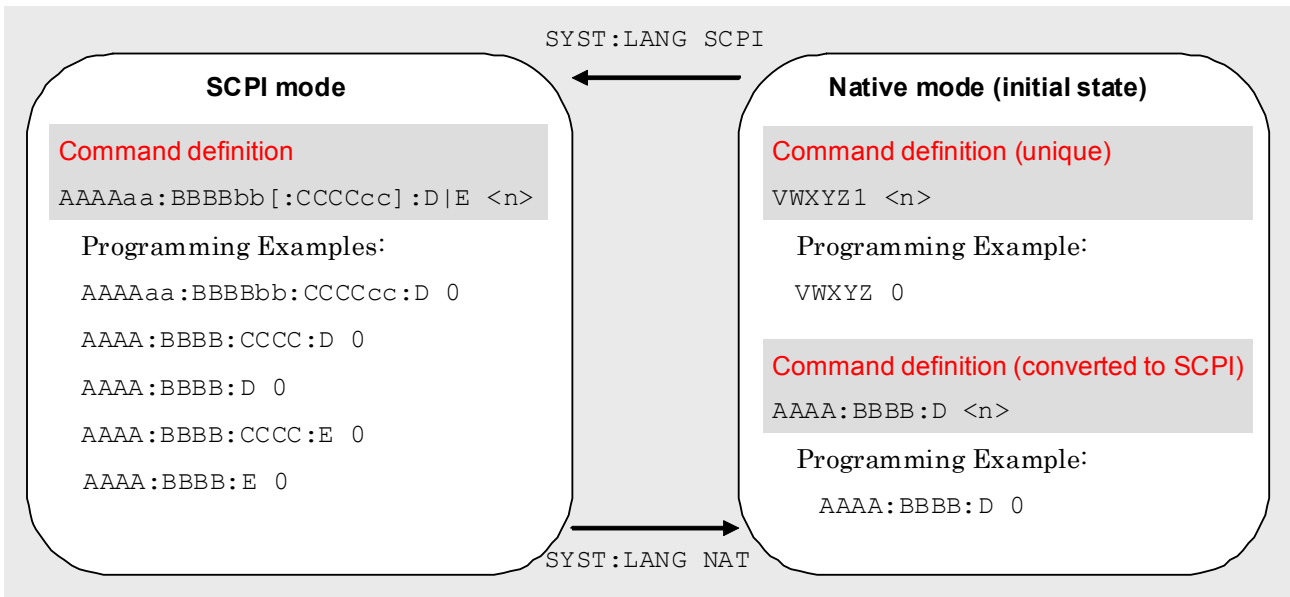 SYST:LANG SCPI
SCPI mode
Command definition
AAAAaa:BBBBbb[:CCCCcc]:D|E <n>
Programming Examples:
AAAAaa:BBBBbb:CCCCcc:D 0
AAAA:BBBB:CCCC:D 0
AAAA:BBBB:D 0
AAAA:BBBB:CCCC:E 0
AAAA:BBBB:E 0
Native mode (initial state)
Command definition (unique)
VWXYZ1 <n>
Programming Example:
VWXYZ 0
Command definition (converted to SCPI)
AAAA:BBBB:D <n>
Programming Example:
AAAA:BBBB:D 0
SYST:LANG NAT